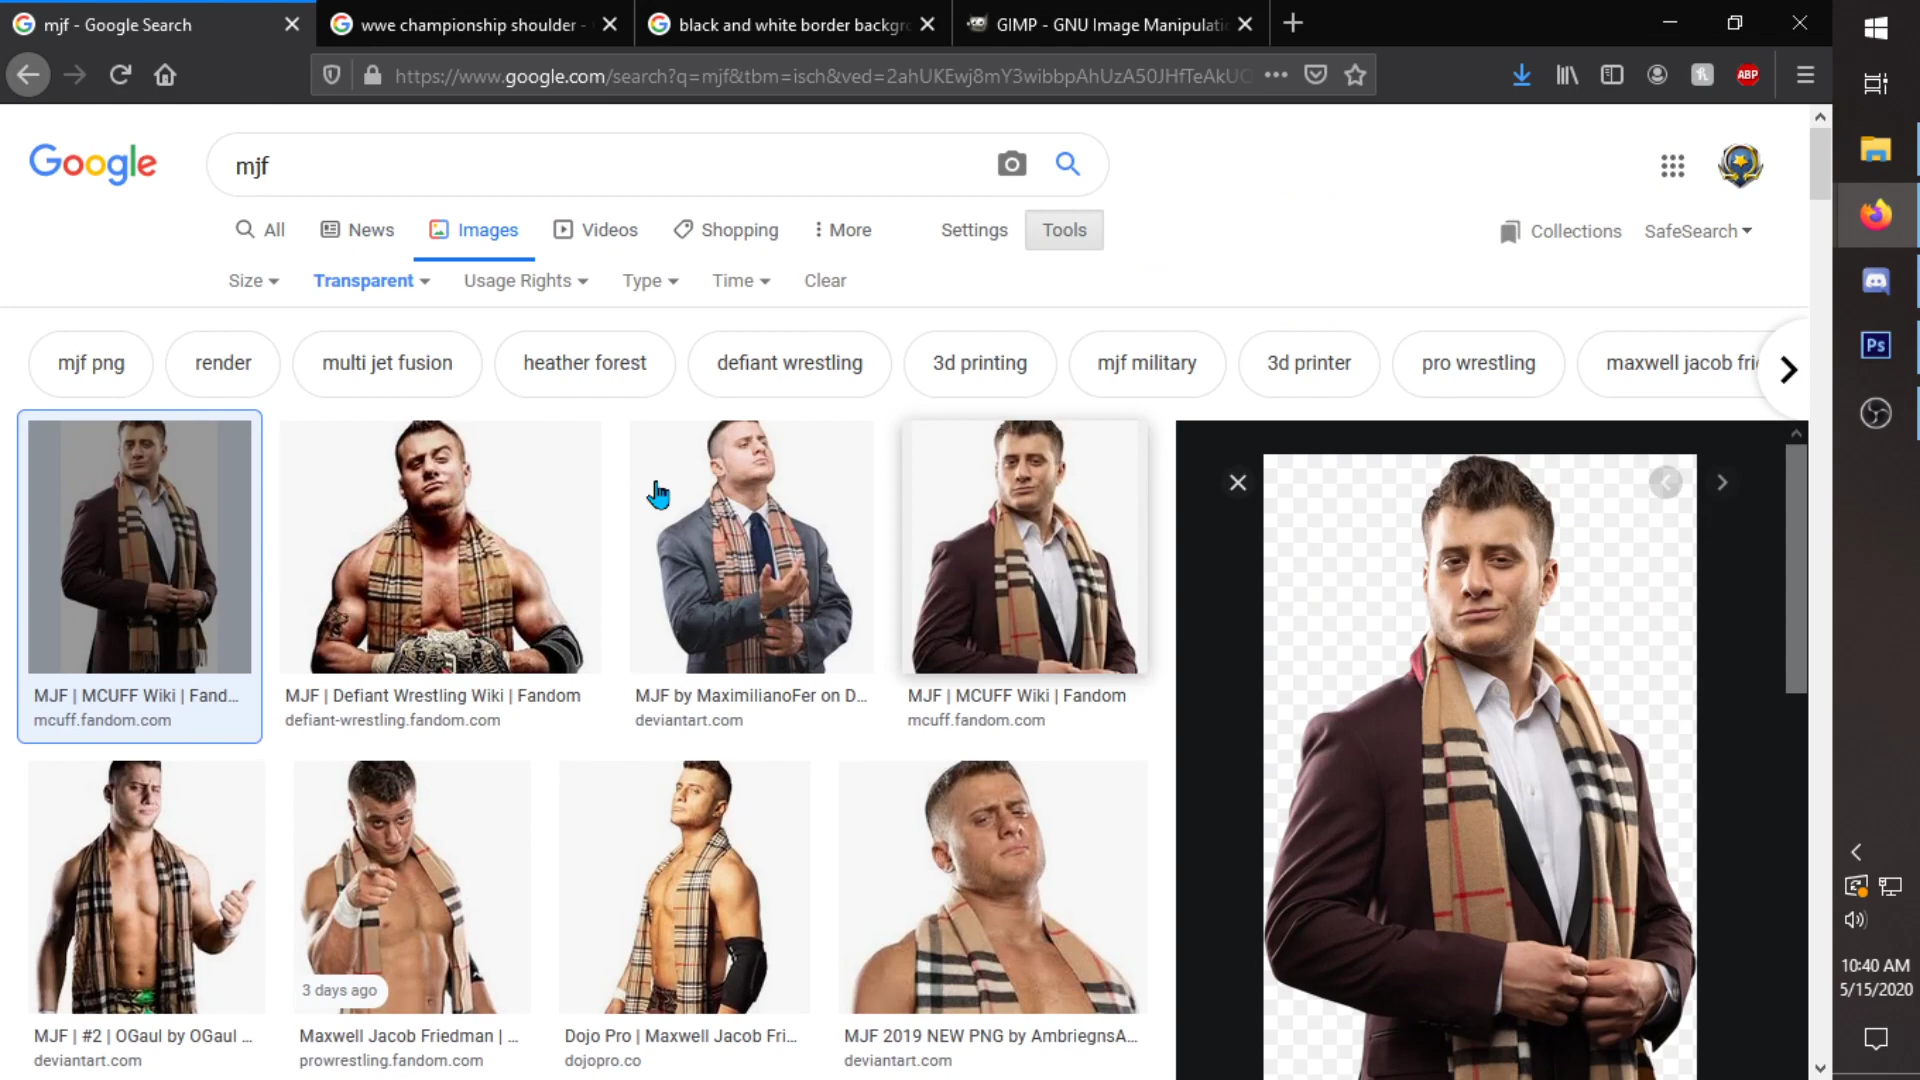 mjf - Google Search
wwe championship shoulder -
black and white border backgr
GIMP - GNU Image Manipulati
https://www.google.com/search?q=mjf&tbm=isch&ved=2ahUKEwj8mY3wibbpAhUzA50JHfTeAkUC
ABP
Google
mjf
All
News
Images
Videos
Shopping
More
Settings
Tools
Collections
SafeSearch
Size
Transparent
Usage Rights
Type
Time
Clear
mjf png
render
multi jet fusion
heather forest
defiant wrestling
3d printing
mjf military
3d printer
pro wrestling
maxwell jacob fri
Ps
MJF | MCUFF Wiki | Fand...
mcuff.fandom.com
MJF | Defiant Wrestling Wiki | Fandom
defiant-wrestling.fandom.com
MJF by MaximilianoFer on D...
deviantart.com
MJF | MCUFF Wiki | Fandom
mcuff.fandom.com
3 days ago
MJF | #2 | OGaul by OGaul ...
deviantart.com
Maxwell Jacob Friedman | ...
prowrestling.fandom.com
Dojo Pro | Maxwell Jacob Fri...
dojopro.co
MJF 2019 NEW PNG by AmbriegnsA...
deviantart.com
10:40 AM
5/15/2020